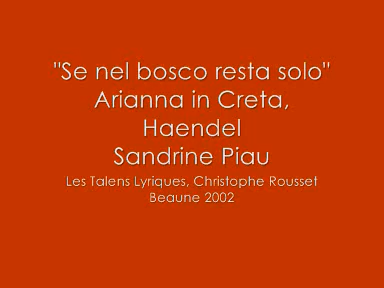 "Se nel bosco resta solo"
Arianna in Creta,
Haendel
Sandrine Piau
Les Talens Lyriques, Christophe Rousset
Beaune 2002